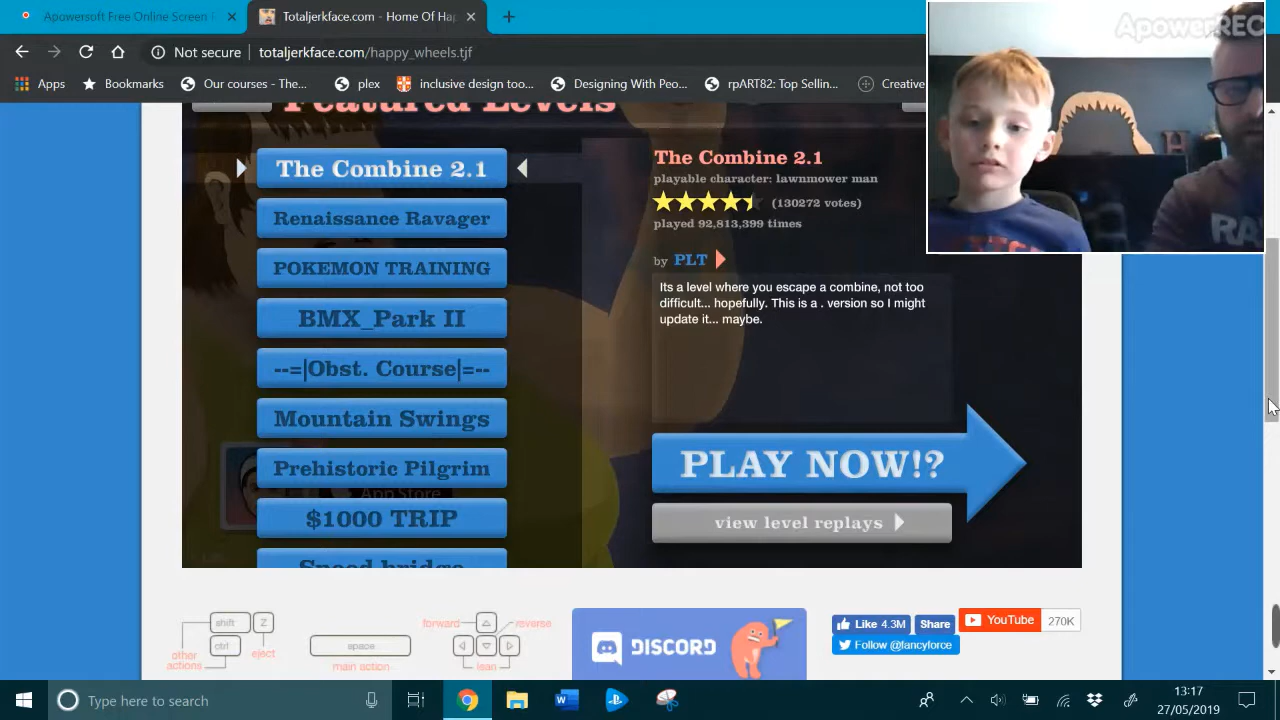 Apowersoft Free Online Screen
Totaljerkface.com - Home Of Ha
ApowerREC
Not secure
totaljerkface.com/happy_wheels.tjf
Apps
Bookmarks
Our courses - The...
plex
inclusive design too...
Designing With Peo...
rpART82: Top Sellin...
Creative
Featured Levels
The Combine 2.1
Renaissance Ravager
POKEMON TRAINING
BMX_Park II
--=|Obst. Course|=--
Mountain Swings
Prehistoric Pilgrim
App Store
$1000 TRIP
Speed bridge
The Combine 2.1
playable character: lawnmower man
(130272 votes)
played 92,813,399 times
by PLT
Its a level where you escape a combine, not too
difficult... hopefully. This is a . version so I might
update it... maybe.
PLAY NOW!?
view level replays
shift
Z
ctrl
eject
other
actions
space
main action
forward
reverse
lean
DISCORD
Like 4.3M
Share
YouTube
270K
Follow @fancyforce
Type here to search
13:17
27/05/2019